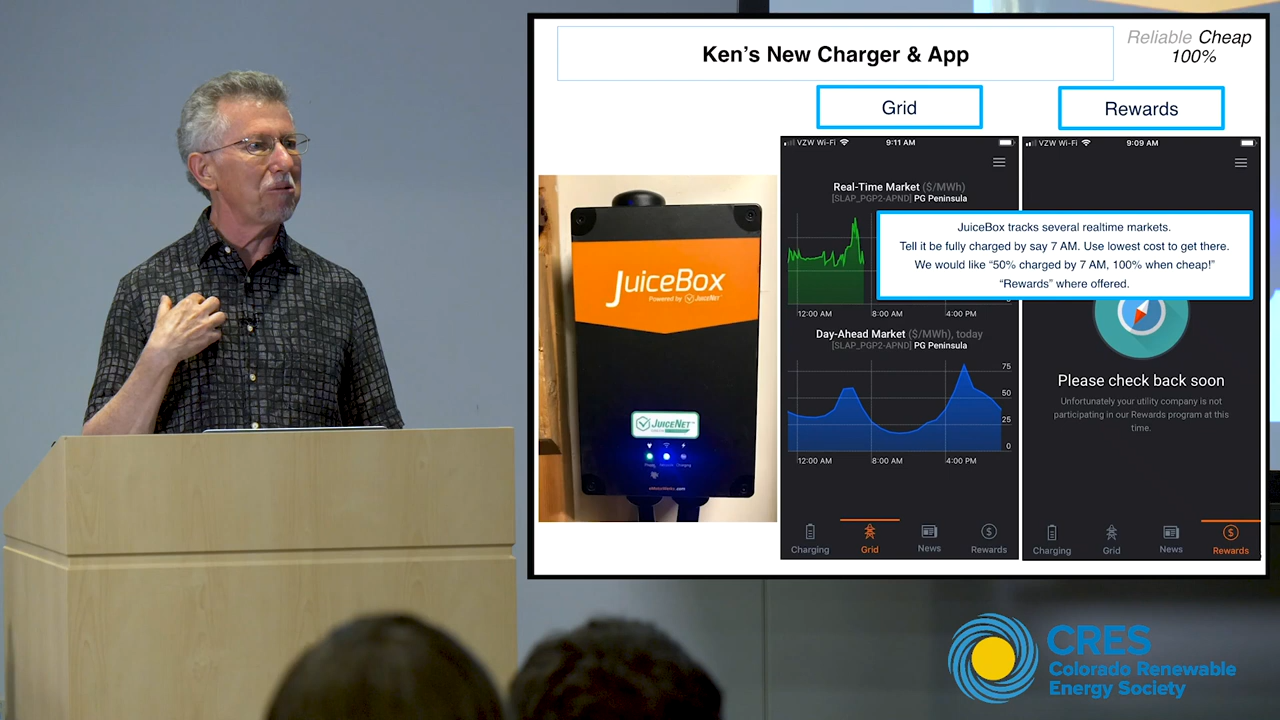 Ken's New Charger & App
Reliable Cheap
100%
Grid
Rewards
JuiceBox
Powered by JUICENET
JUICENET
Power
Network
Charging
VZW Wi-Fi 9:11 AM
Real-Time Market ($/MWh)
[SLAP_PGP2-APND] PG Peninsula
12:00 AM 8:00 AM 4:00 PM
0
Day-Ahead Market ($/MWh), today
[SLAP_PGP2-APND] PG Peninsula
75
50
25
0
12:00 AM 8:00 AM 4:00 PM
Charging Grid News Rewards
VZW Wi-Fi 9:09 AM
JuiceBox tracks several realtime markets.
Tell it be fully charged by say 7 AM. Use lowest cost to get there.
We would like “50% charged by 7 AM, 100% when cheap!”
“Rewards” where offered.
Please check back soon
Unfortunately your utility company is not
participating in our Rewards program at this
time.
Charging Grid News Rewards
CRES
Colorado Renewable
Energy Society